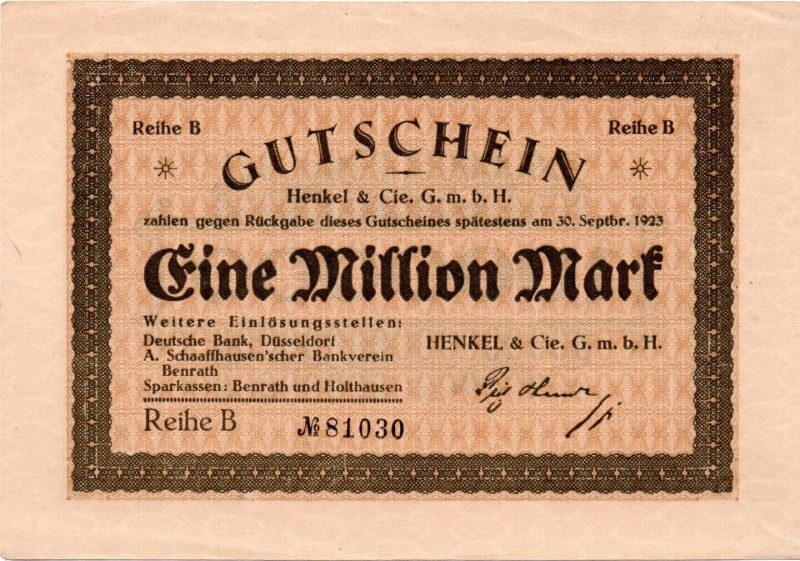 Reihe B
Reihe B
GUTSCHEIN
Henkel & Cie. G. m. b. H.
zahlen gegen Rückgabe dieses Gutscheines spätestens am 30. Septbr. 1923
Eine Million Mark
Weitere Einlösungsstellen:
Deutsche Bank, Düsseldorf
A. Schaaffhausen'scher Bankverein
Benrath
Sparkassen: Benrath und Holthausen
HENKEL & Cie. G. m. b. H.
Reihe B
№ 81030